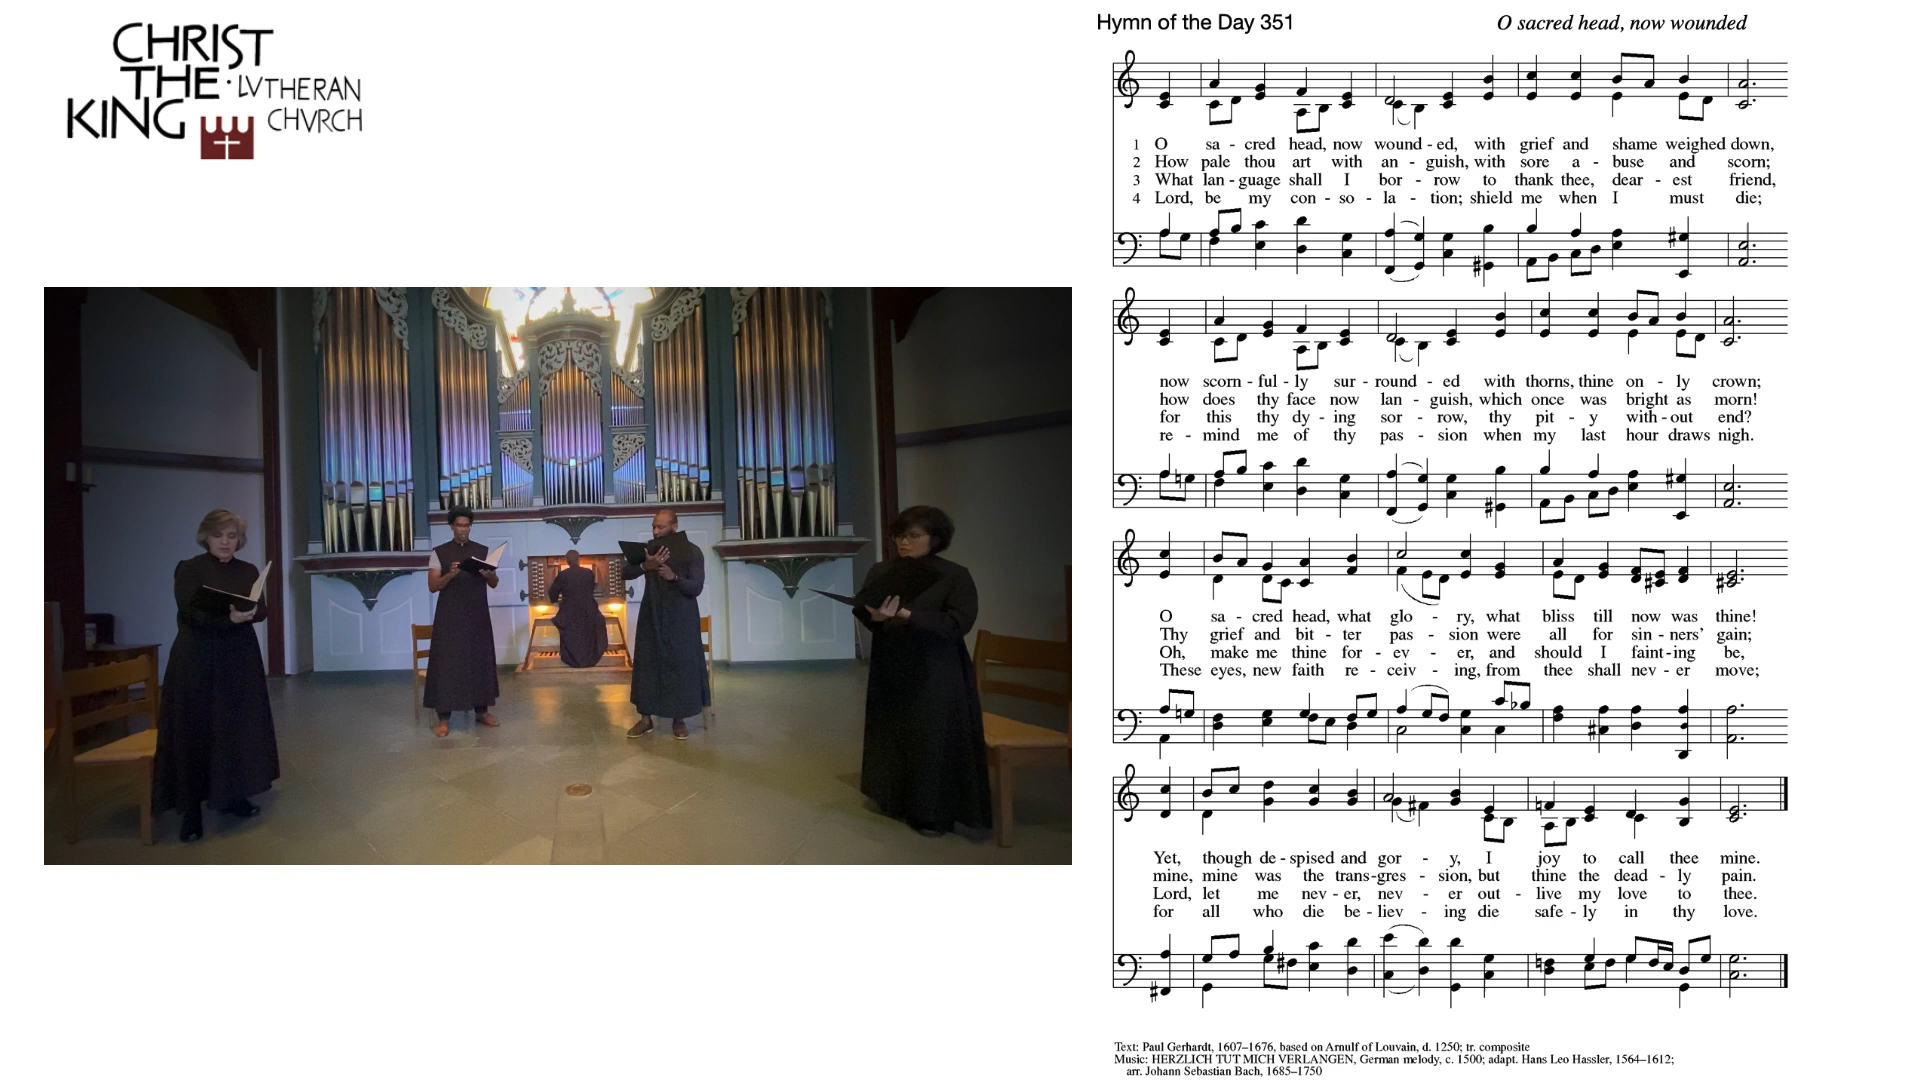 CHRIST
THE · LVTHERAN
KING CHVRCH
Hymn of the Day 351
O sacred head, now wounded
1 O sa - cred head, now wound - ed, with grief and shame weighed down,
2 How pale thou art with an - guish, with sore a - buse and scorn;
3 What lan - guage shall I bor - row to thank thee, dear - est friend,
4 Lord, be my con - so - la - tion; shield me when I must die;
now scorn - ful - ly sur - round - ed with thorns, thine on - ly crown;
how does thy face now lan - guish, which once was bright as morn!
for this thy dy - ing sor - row, thy pit - y with - out end?
re - mind me of thy pas - sion when my last hour draws nigh.
O sa - cred head, what glo - ry, what bliss till now was thine!
Thy grief and bit - ter pas - sion were all for sin - ners' gain;
Oh, make me thine for - ev - er, and should I faint - ing be,
These eyes, new faith re - ceiv - ing, from thee shall nev - er move;
Yet, though de - spised and gor - y, I joy to call thee mine.
mine, mine was the trans - gres - sion, but thine the dead - ly pain.
Lord, let me nev - er, nev - er out - live my love to thee.
for all who die be - liev - ing die safe - ly in thy love.
Text: Paul Gerhardt, 1607–1676, based on Arnulf of Louvain, d. 1250; tr. composite
Music: HERZLICH TUT MICH VERLANGEN, German melody, c. 1500; adapt. Hans Leo Hassler, 1564–1612;
arr. Johann Sebastian Bach, 1685–1750